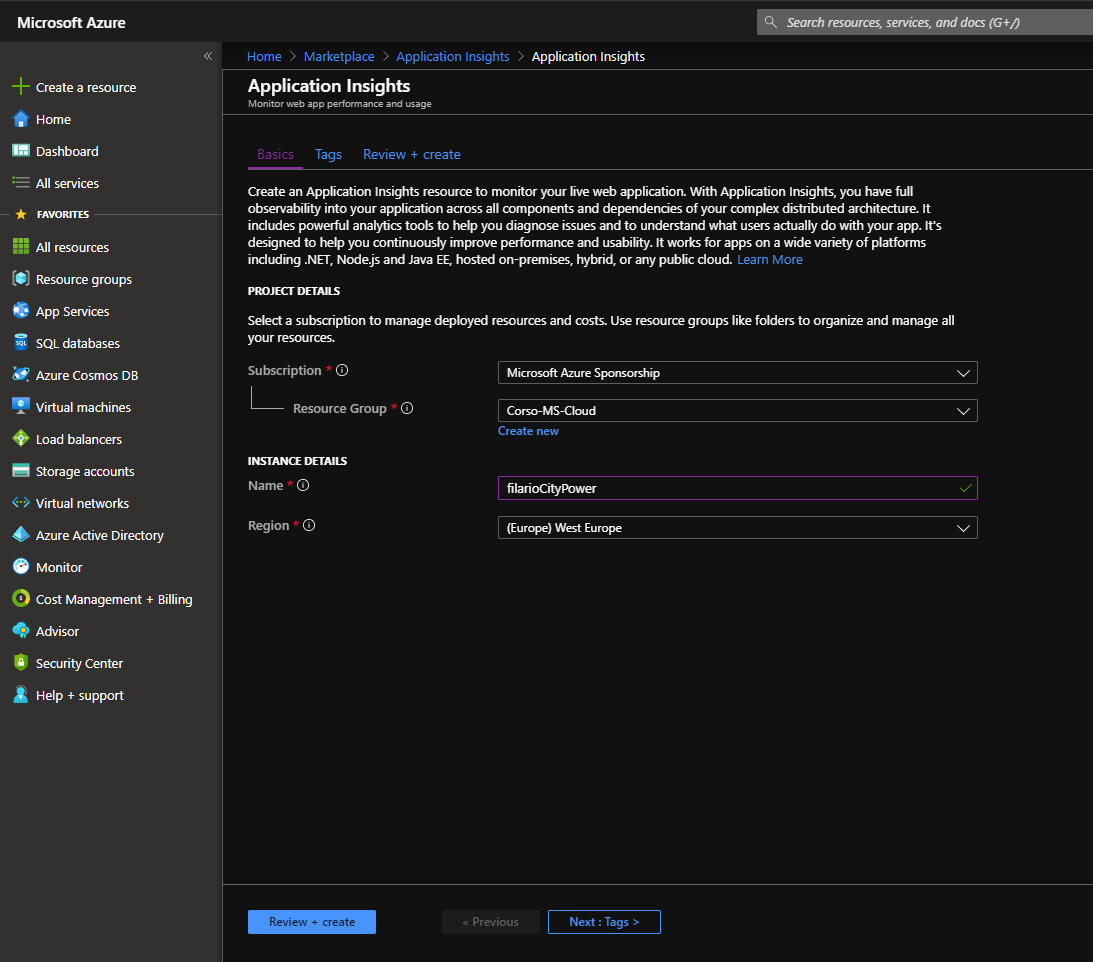 Microsoft Azure
Search resources, services, and docs (G+/)
«
Create a resource
Home
Dashboard
All services
FAVORITES
All resources
Resource groups
App Services
SQL databases
Azure Cosmos DB
Virtual machines
Load balancers
Storage accounts
Virtual networks
Azure Active Directory
Monitor
Cost Management + Billing
Advisor
Security Center
Help + support
Home > Marketplace > Application Insights > Application Insights
Application Insights
Monitor web app performance and usage
Basics Tags Review + create
Create an Application Insights resource to monitor your live web application. With Application Insights, you have full
observability into your application across all components and dependencies of your complex distributed architecture. It
includes powerful analytics tools to help you diagnose issues and to understand what users actually do with your app. It's
designed to help you continuously improve performance and usability. It works for apps on a wide variety of platforms
including .NET, Node.js and Java EE, hosted on-premises, hybrid, or any public cloud. Learn More
PROJECT DETAILS
Select a subscription to manage deployed resources and costs. Use resource groups like folders to organize and manage all
your resources.
Subscription * Microsoft Azure Sponsorship
Resource Group * Corso-MS-Cloud
Create new
INSTANCE DETAILS
Name * filarioCityPower
Region * (Europe) West Europe
Review + create « Previous Next : Tags >